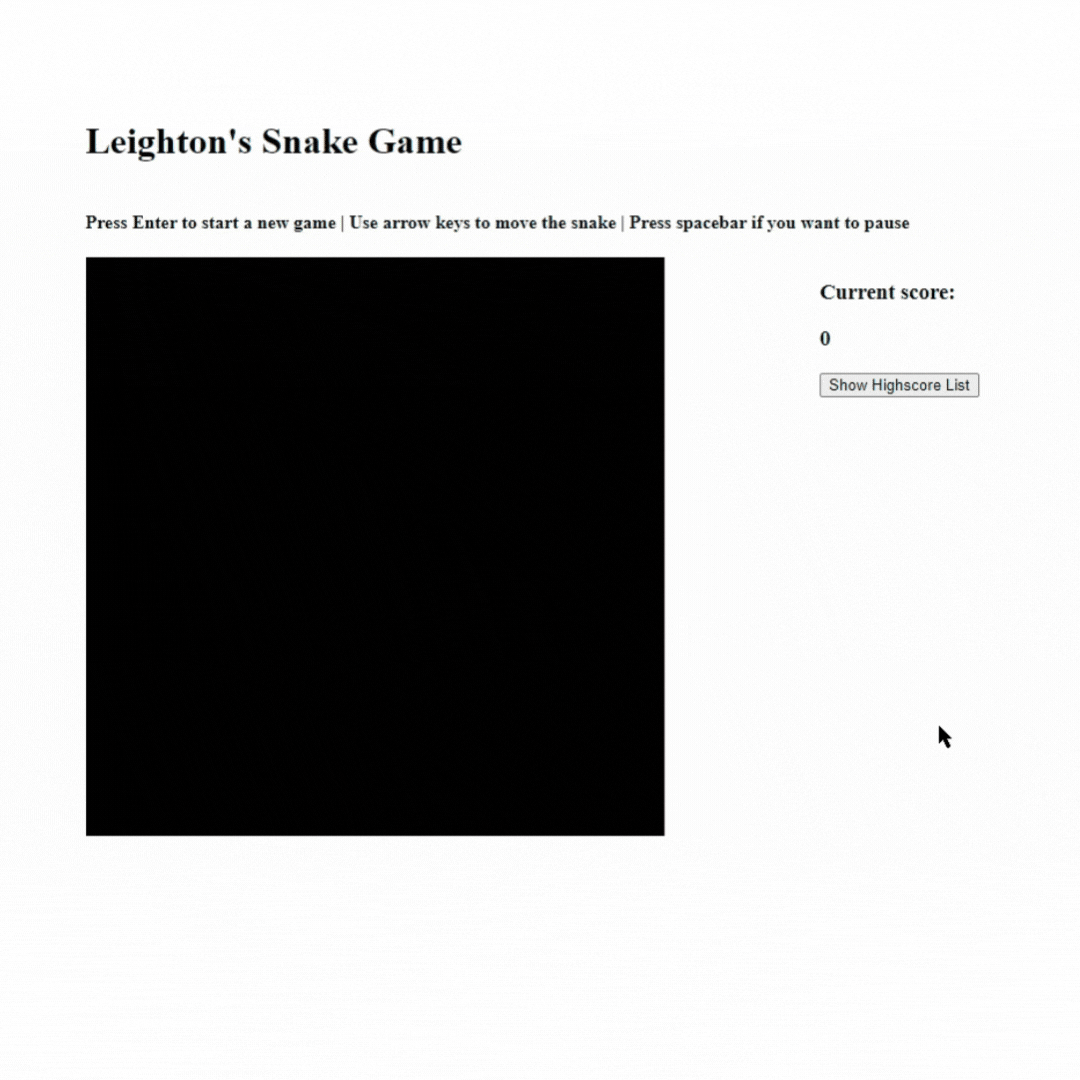 Leighton's Snake Game
Press Enter to start a new game | Use arrow keys to move the snake | Press spacebar if you want to pause
Current score:
0
Show Highscore List